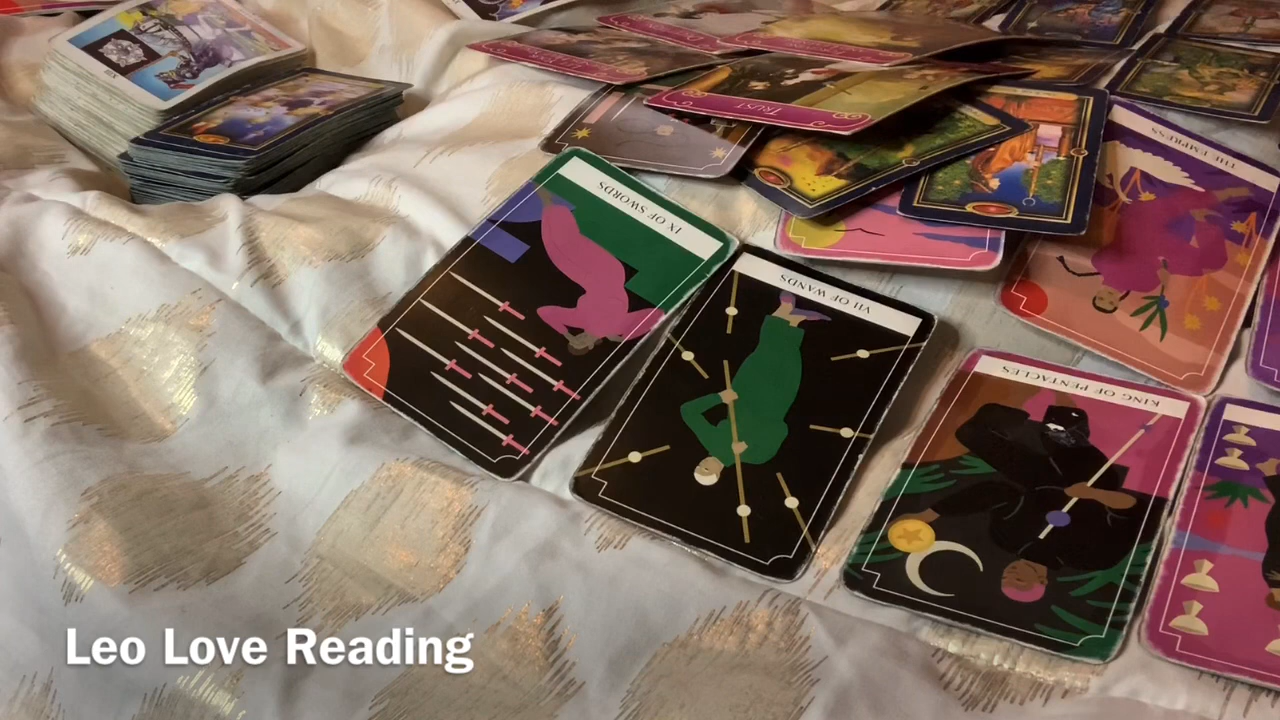 TRUST
THE EMPRESS
IX OF SWORDS
VII OF WANDS
KING OF PENTACLES
Leo Love Reading